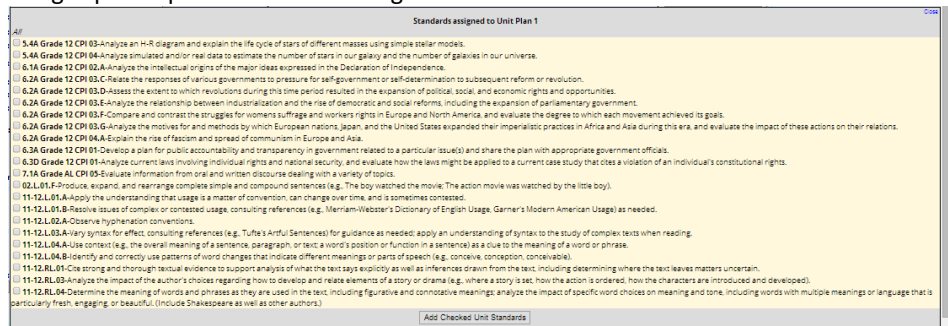 Close
Standards assigned to Unit Plan 1
All
5.4A Grade 12 CPI 03-Analyze an H-R diagram and explain the life cycle of stars of different masses using simple stellar models.
5.4A Grade 12 CPI 04-Analyze simulated and/or real data to estimate the number of stars in our galaxy and the number of galaxies in our universe.
6.1A Grade 12 CPI 02.A-Analyze the intellectual origins of the major ideas expressed in the Declaration of Independence.
6.2A Grade 12 CPI 03.C-Relate the responses of various governments to pressure for self-government or self-determination to subsequent reform or revolution.
6.2A Grade 12 CPI 03.D-Assess the extent to which revolutions during this time period resulted in the expansion of political, social, and economic rights and opportunities.
6.2A Grade 12 CPI 03.E-Analyze the relationship between industrialization and the rise of democratic and social reforms, including the expansion of parliamentary government.
6.2A Grade 12 CPI 03.F-Compare and contrast the struggles for womens suffrage and workers rights in Europe and North America, and evaluate the degree to which each movement achieved its goals.
6.2A Grade 12 CPI 03.G-Analyze the motives for and methods by which European nations, Japan, and the United States expanded their imperialistic practices in Africa and Asia during this era, and evaluate the impact of these actions on their relations.
6.2A Grade 12 CPI 04.A-Explain the rise of fascism and spread of communism in Europe and Asia.
6.3A Grade 12 CPI 01-Develop a plan for public accountability and transparency in government related to a particular issue(s) and share the plan with appropriate government officials.
6.3D Grade 12 CPI 01-Analyze current laws involving individual rights and national security, and evaluate how the laws might be applied to a current case study that cites a violation of an individual's constitutional rights.
7.1A Grade AL CPI 05-Evaluate information from oral and written discourse dealing with a variety of topics.
02.L.01.F-Produce, expand, and rearrange complete simple and compound sentences (e.g., The boy watched the movie; The action movie was watched by the little boy).
11-12.L.01.A-Apply the understanding that usage is a matter of convention, can change over time, and is sometimes contested.
11-12.L.01.B-Resolve issues of complex or contested usage, consulting references (e.g., Merriam-Webster's Dictionary of English Usage, Garner's Modern American Usage) as needed.
11-12.L.02.A-Observe hyphenation conventions.
11-12.L.03.A-Vary syntax for effect, consulting references (e.g., Tufte's Artful Sentences) for guidance as needed; apply an understanding of syntax to the study of complex texts when reading.
11-12.L.04.A-Use context (e.g., the overall meaning of a sentence, paragraph, or text; a word's position or function in a sentence) as a clue to the meaning of a word or phrase.
11-12.L.04.B-Identify and correctly use patterns of word changes that indicate different meanings or parts of speech (e.g., conceive, conception, conceivable).
11-12.RL.01-Cite strong and thorough textual evidence to support analysis of what the text says explicitly as well as inferences drawn from the text, including determining where the text leaves matters uncertain.
11-12.RL.03-Analyze the impact of the author's choices regarding how to develop and relate elements of a story or drama (e.g., where a story is set, how the action is ordered, how the characters are introduced and developed).
11-12.RL.04-Determine the meaning of words and phrases as they are used in the text, including figurative and connotative meanings; analyze the impact of specific word choices on meaning and tone, including words with multiple meanings or language that is
particularly fresh, engaging, or beautiful. (Include Shakespeare as well as other authors.)
Add Checked Unit Standards